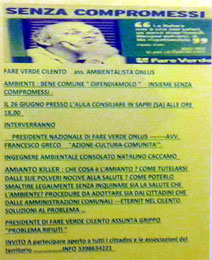 SENZA COMPROMESSI
Fare Verde
FARE VERDE CILENTO ass. AMBIENTALISTA ONLUS
AMBIENTE : BENE COMUNE " DIFENDIAMOLO " INSIEME SENZA
COMPROMESSI .
IL 26 GIUGNO PRESSO L'AULA CONSILIARE IN SAPRI (SA) ALLE ORE
18,00
INTERVERRANNO
PRESIDENTE NAZIONALE DI FARE VERDE ONLUS ---------AVV.
FRANCESCO GRECO "AZIONE-CULTURA-COMUNITA'".
INGEGNERE AMBIENTALE CONSOLATO NATALINO CACCAMO
AMIANTO KILLER : CHE COSA è L'AMIANTO ? COME TUTELARSI
DALLE SUE POLVERI NOCIVE ALLA SALUTE ? COME POTERLO
SMALTIRE LEGALMENTE SENZA INQUINARE SIA LA SALUTE CHE
L'AMBIENTE? PROCEDURE DA ADOTTARE SIA DAI CITTADINI CHE
DALLE AMMINISTRAZIONI COMUNALI ---ETERNIT NEL CILENTO
SOLUZIONI AL PROBLEMA ...
PRESIDENTE DI FARE VERDE CILENTO ASSUNTA GRIPPO
"PROBLEMA RIFIUTI "
INVITO A partecipare aperto a tutti i cittadini e le associazioni del
territorio INFO 3398634221